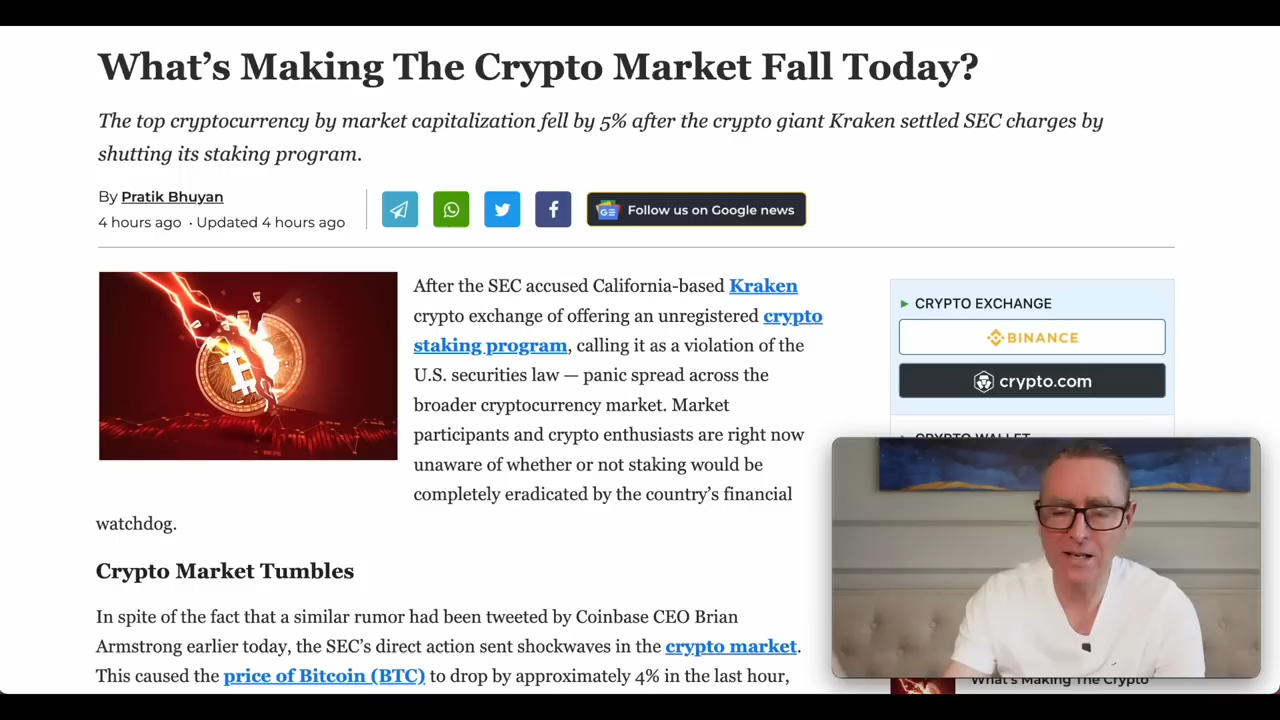 What's Making The Crypto Market Fall Today?
The top cryptocurrency by market capitalization fell by 5% after the crypto giant Kraken settled SEC charges by
shutting its staking program.
By Pratik Bhuyan
4 hours ago · Updated 4 hours ago
Follow us on Google news
After the SEC accused California-based Kraken
crypto exchange of offering an unregistered crypto
staking program, calling it as a violation of the
U.S. securities law — panic spread across the
broader cryptocurrency market. Market
participants and crypto enthusiasts are right now
unaware of whether or not staking would be
completely eradicated by the country's financial
watchdog.
Crypto Market Tumbles
In spite of the fact that a similar rumor had been tweeted by Coinbase CEO Brian
Armstrong earlier today, the SEC's direct action sent shockwaves in the crypto market.
This caused the price of Bitcoin (BTC) to drop by approximately 4% in the last hour,
CRYPTO EXCHANGE
BINANCE
crypto.com
CRYPTO WALLET
What's Making The Crypto